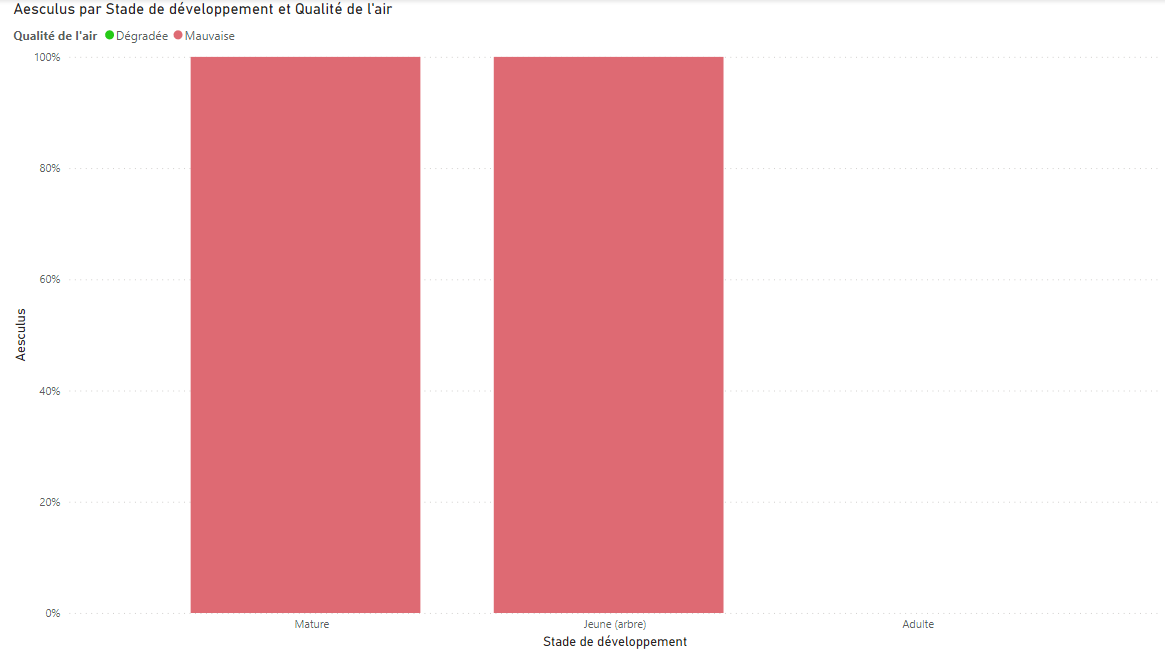 Aesculus par Stade de développement et Qualité de l'air
Qualité de l'air Dégradée Mauvaise
100%
80%
60%
40%
20%
0%
Aesculus
Mature Jeune (arbre) Adulte
Stade de développement